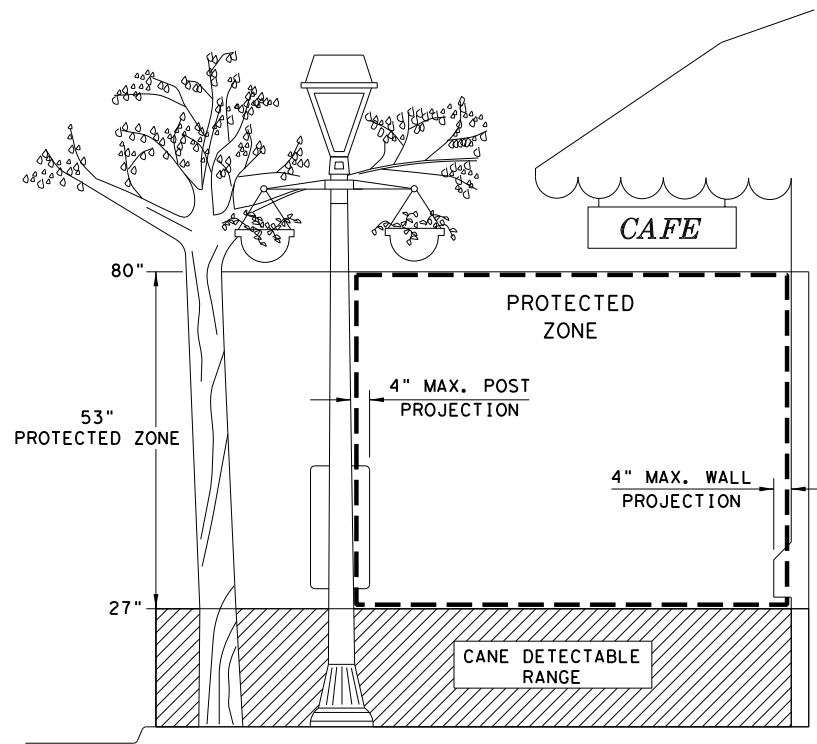 CAFE
80"
PROTECTED
ZONE
4" MAX. POST
PROJECTION
53"
PROTECTED ZONE
4" MAX. WALL
PROJECTION
27"
CANE DETECTABLE
RANGE